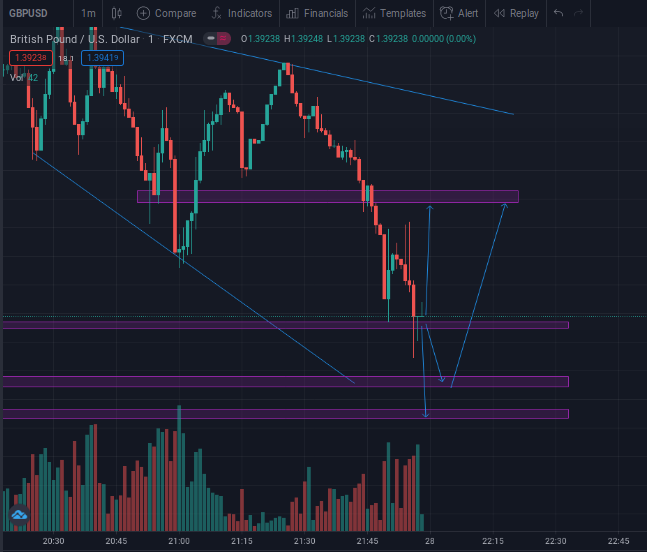 GBPUSD 1m Compare Indicators Financials Templates Alert Replay
British Pound / U.S. Dollar · 1 · FXCM O1.39238 H1.39248 L1.39238 C1.39238 0.00000 (0.00%)
1.39238 18.1 1.39419
Vol 42
20:30 20:45 21:00 21:15 21:30 21:45 28 22:15 22:30 22:45